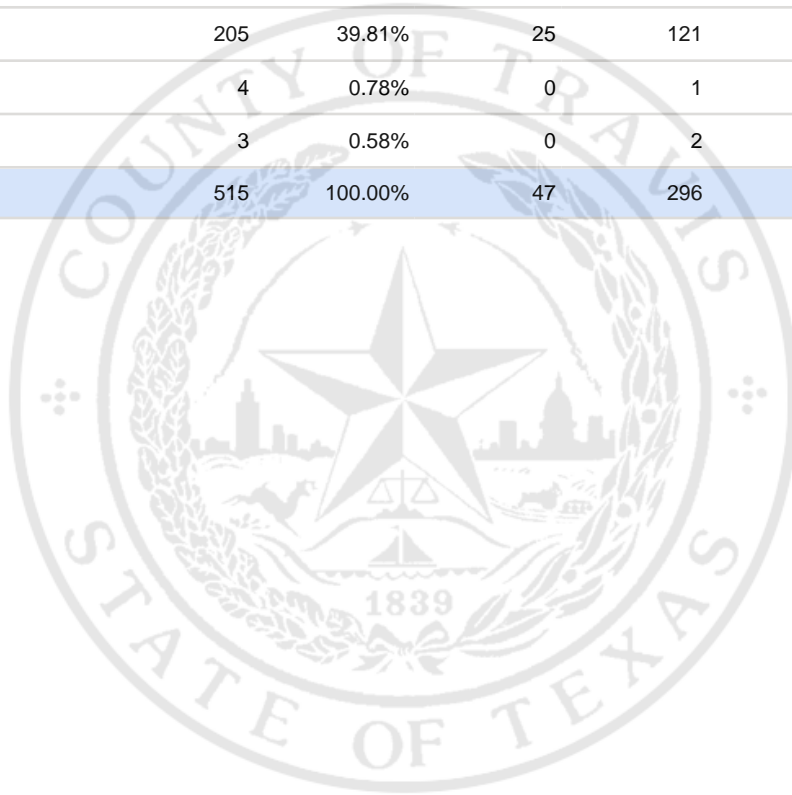 205 39.81% 25 121
4 0.78% 0 1
3 0.58% 0 2
515 100.00% 47 296
COUNTY OF TRAVIS
1839
STATE OF TEXAS